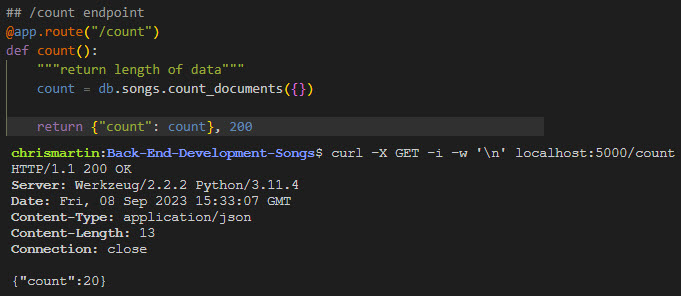 ## /count endpoint
@app.route("/count")
def count():
    """return length of data"""
    count = db.songs.count_documents({})

    return {"count": count}, 200
chrismartin:Back-End-Development-Songs$ curl -X GET -i -w '\n' localhost:5000/count
HTTP/1.1 200 OK
Server: Werkzeug/2.2.2 Python/3.11.4
Date: Fri, 08 Sep 2023 15:33:07 GMT
Content-Type: application/json
Content-Length: 13
Connection: close

{"count":20}